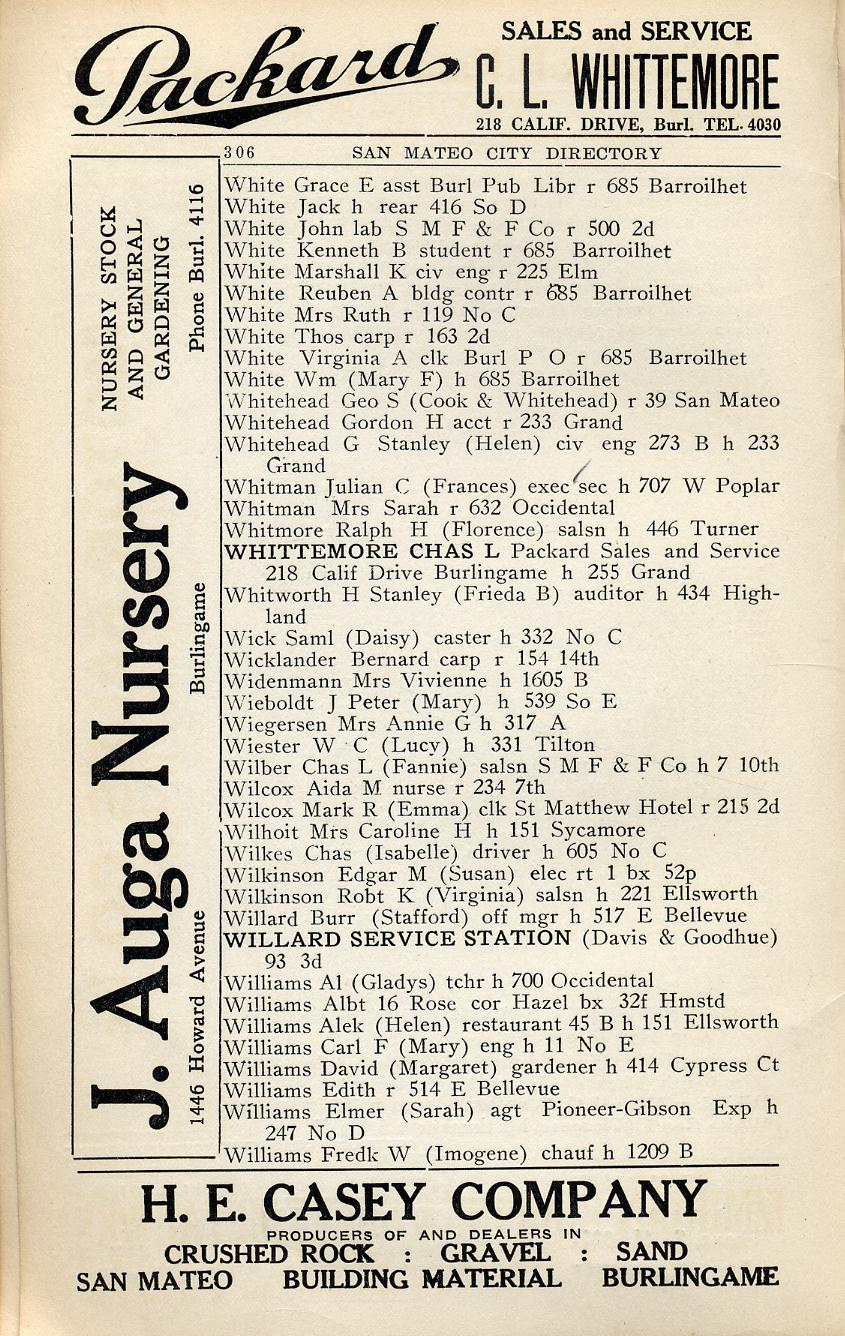 Packard
SALES and SERVICE
C. L. WHITTEMORE
218 CALIF. DRIVE, Burl. TEL. 4030
306 SAN MATEO CITY DIRECTORY
J. Auga Nursery
NURSERY STOCK
AND GENERAL
GARDENING
1446 Howard Avenue Burlingame Phone Burl. 4116
White Grace E asst Burl Pub Libr r 685 Barroilhet
White Jack h rear 416 So D
White John lab S M F & F Co r 500 2d
White Kenneth B student r 685 Barroilhet
White Marshall K civ eng r 225 Elm
White Reuben A bldg contr r 685 Barroilhet
White Mrs Ruth r 119 No C
White Thos carp r 163 2d
White Virginia A clk Burl P O r 685 Barroilhet
White Wm (Mary F) h 685 Barroilhet
Whitehead Geo S (Cook & Whitehead) r 39 San Mateo
Whitehead Gordon H acct r 233 Grand
Whitehead G Stanley (Helen) civ eng 273 B h 233
Grand
Whitman Julian C (Frances) exec sec h 707 W Poplar
Whitman Mrs Sarah r 632 Occidental
Whitmore Ralph H (Florence) salsn h 446 Turner
WHITTEMORE CHAS L Packard Sales and Service
218 Calif Drive Burlingame h 255 Grand
Whitworth H Stanley (Frieda B) auditor h 434 High-
land
Wick Saml (Daisy) caster h 332 No C
Wicklander Bernard carp r 154 14th
Widenmann Mrs Vivienne h 1605 B
Wieboldt J Peter (Mary) h 539 So E
Wiegersen Mrs Annie G h 317 A
Wiester W C (Lucy) h 331 Tilton
Wilber Chas L (Fannie) salsn S M F & F Co h 7 10th
Wilcox Aida M nurse r 234 7th
Wilcox Mark R (Emma) clk St Matthew Hotel r 215 2d
Wilhoit Mrs Caroline H h 151 Sycamore
Wilkes Chas (Isabelle) driver h 605 No C
Wilkinson Edgar M (Susan) elec rt 1 bx 52p
Wilkinson Robt K (Virginia) salsn h 221 Ellsworth
Willard Burr (Stafford) off mgr h 517 E Bellevue
WILLARD SERVICE STATION (Davis & Goodhue)
93 3d
Williams Al (Gladys) tchr h 700 Occidental
Williams Albt 16 Rose cor Hazel bx 32f Hmstd
Williams Alek (Helen) restaurant 45 B h 151 Ellsworth
Williams Carl F (Mary) eng h 11 No E
Williams David (Margaret) gardener h 414 Cypress Ct
Williams Edith r 514 E Bellevue
Williams Elmer (Sarah) agt Pioneer-Gibson Exp h
247 No D
Williams Fredk W (Imogene) chauf h 1209 B
H. E. CASEY COMPANY
PRODUCERS OF AND DEALERS IN
CRUSHED ROCK : GRAVEL : SAND
SAN MATEO BUILDING MATERIAL BURLINGAME